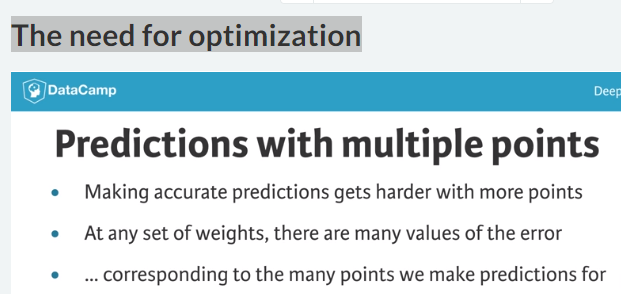 The need for optimization
DataCamp
Deep
Predictions with multiple points
• Making accurate predictions gets harder with more points
• At any set of weights, there are many values of the error
• ... corresponding to the many points we make predictions for